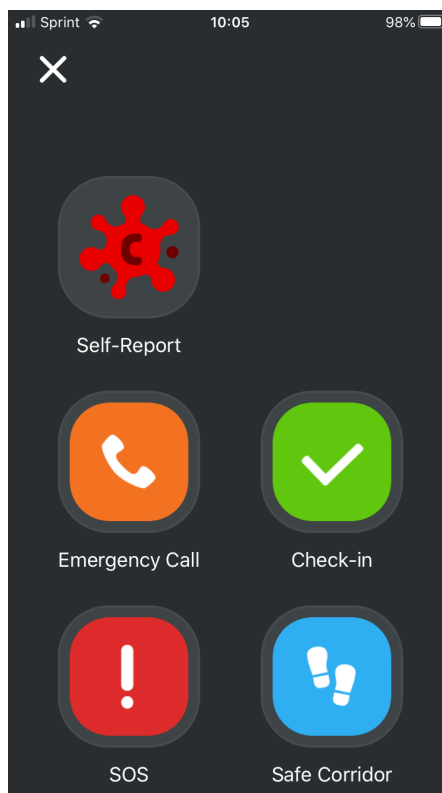 Sprint 10:05 98%
C
Self-Report
Emergency Call Check-in
SOS Safe Corridor